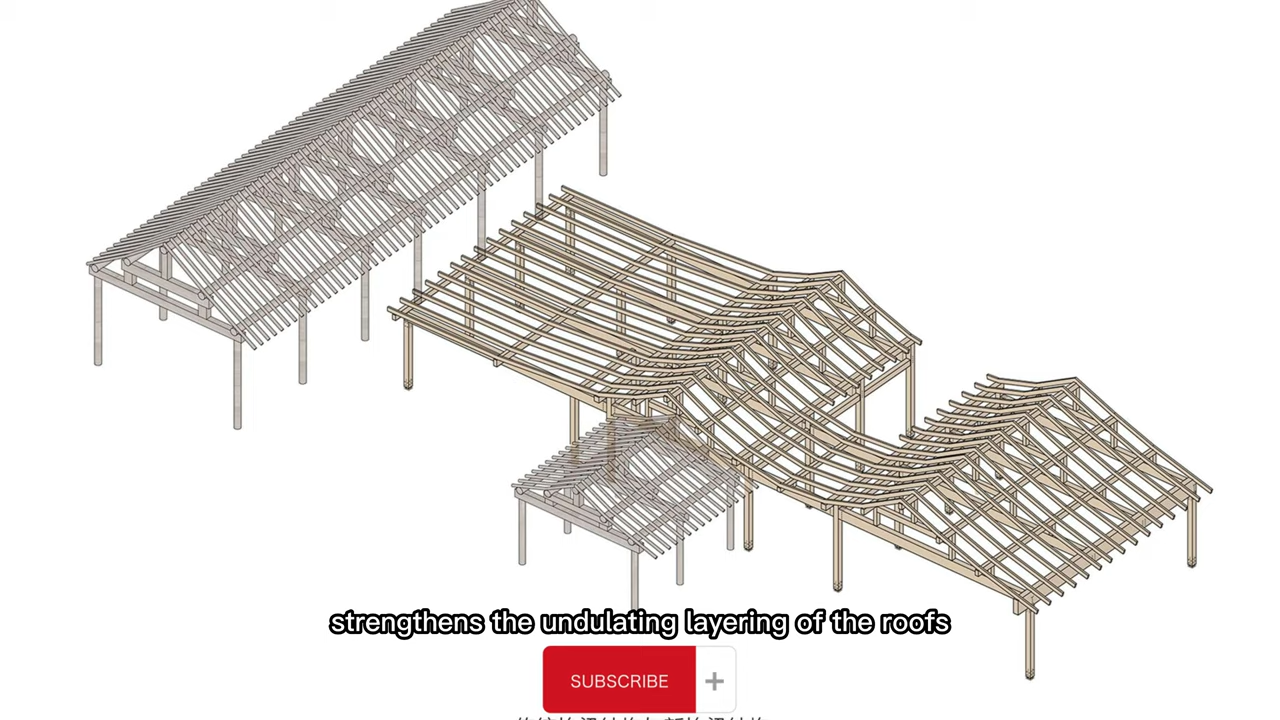 strengthens the undulating layering of the roofs
SUBSCRIBE